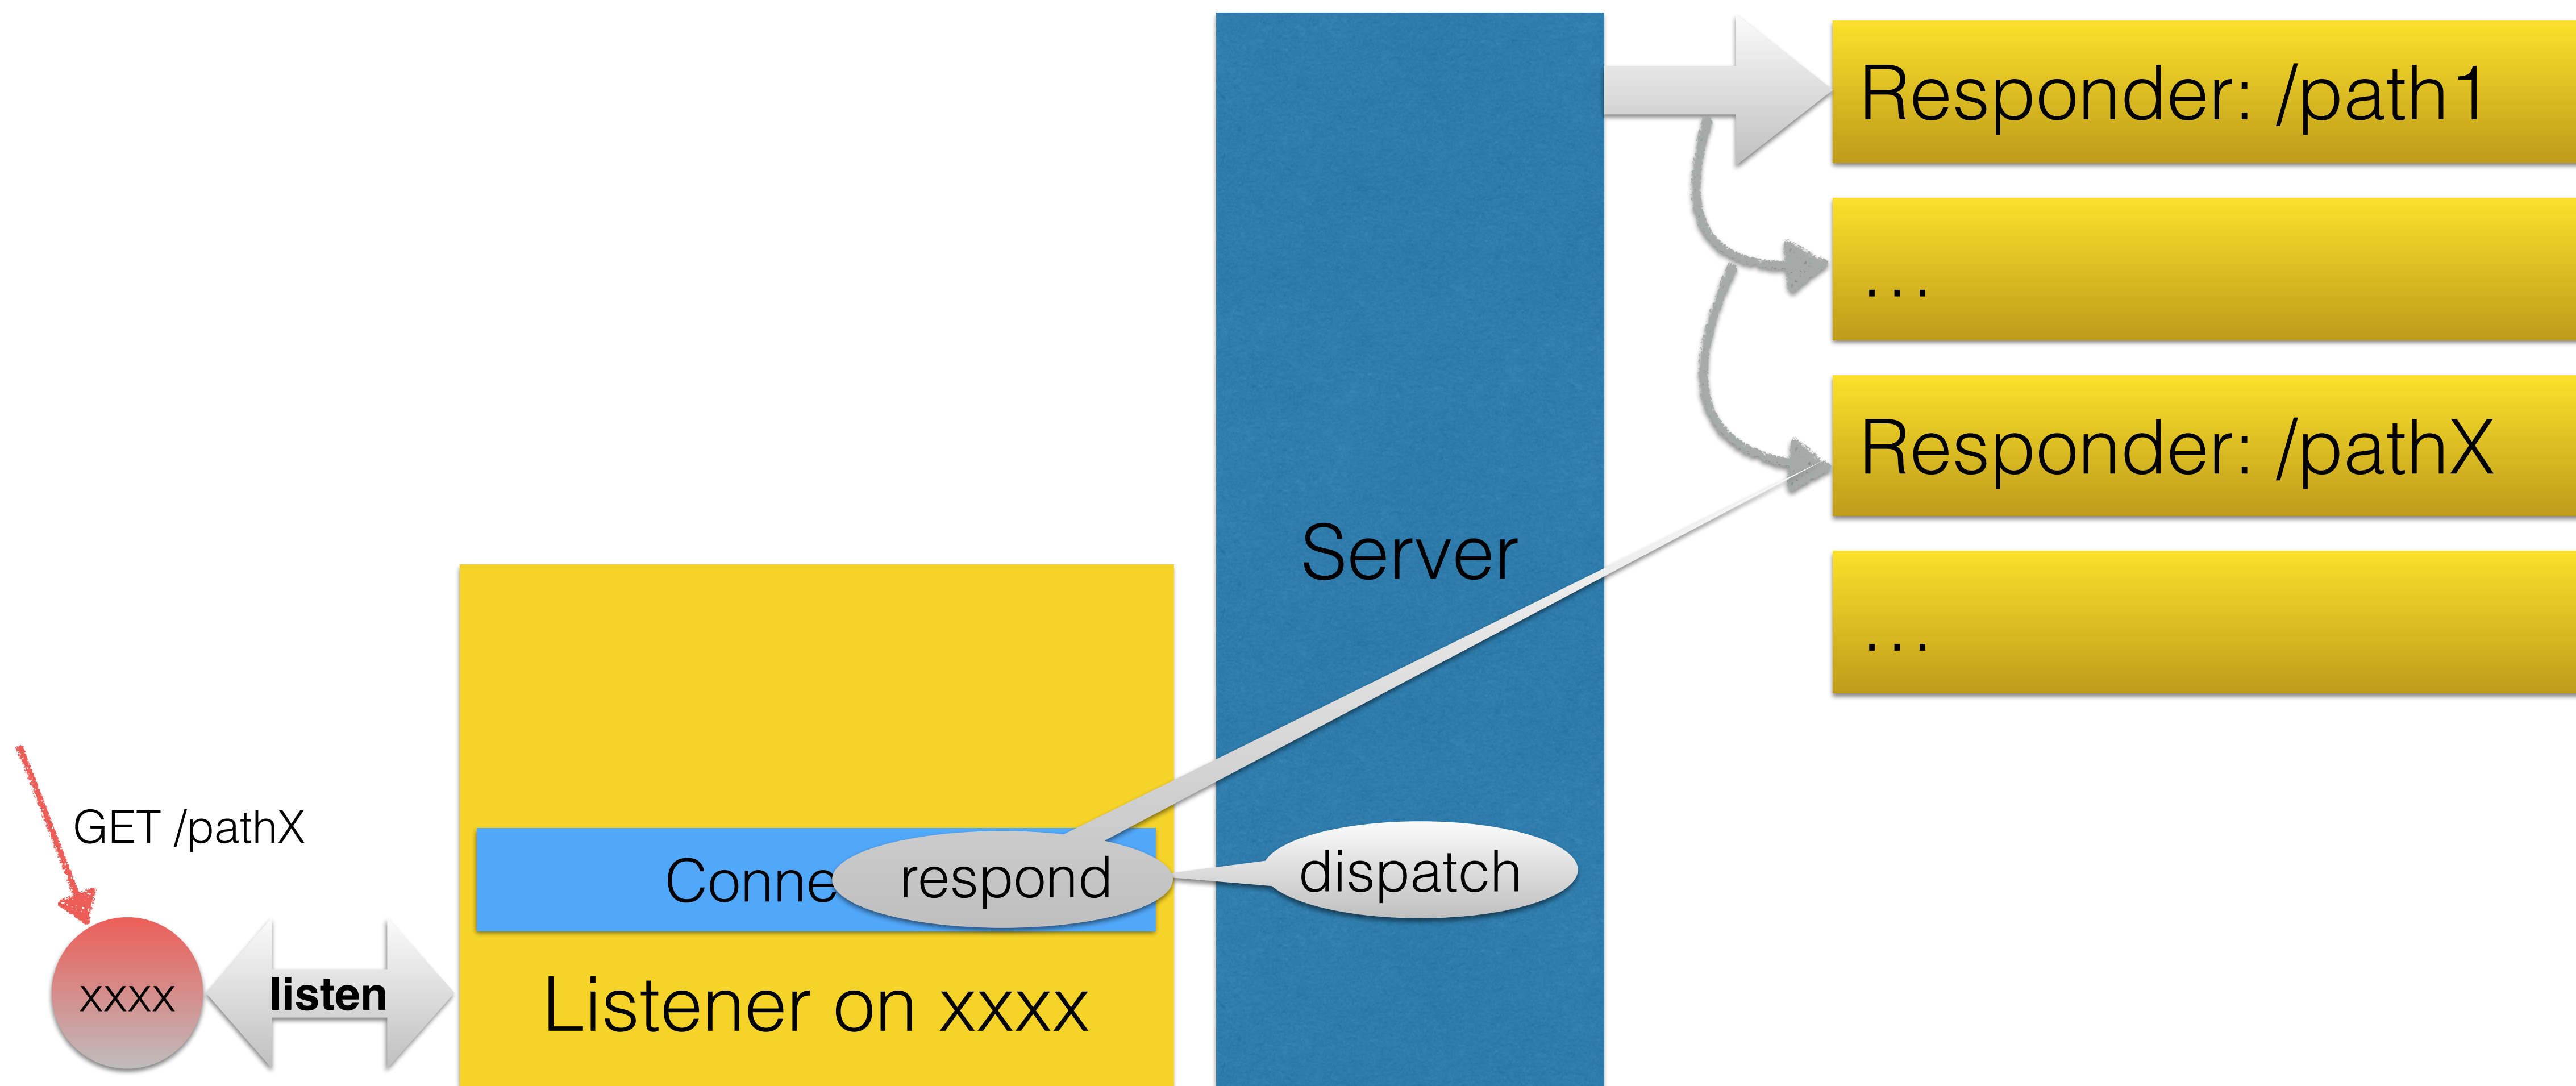 Responder: /path1
...
Responder: /pathX
Server
...
GET /pathX
Conne
respond
dispatch
xxxx
listen
Listener on xxxx